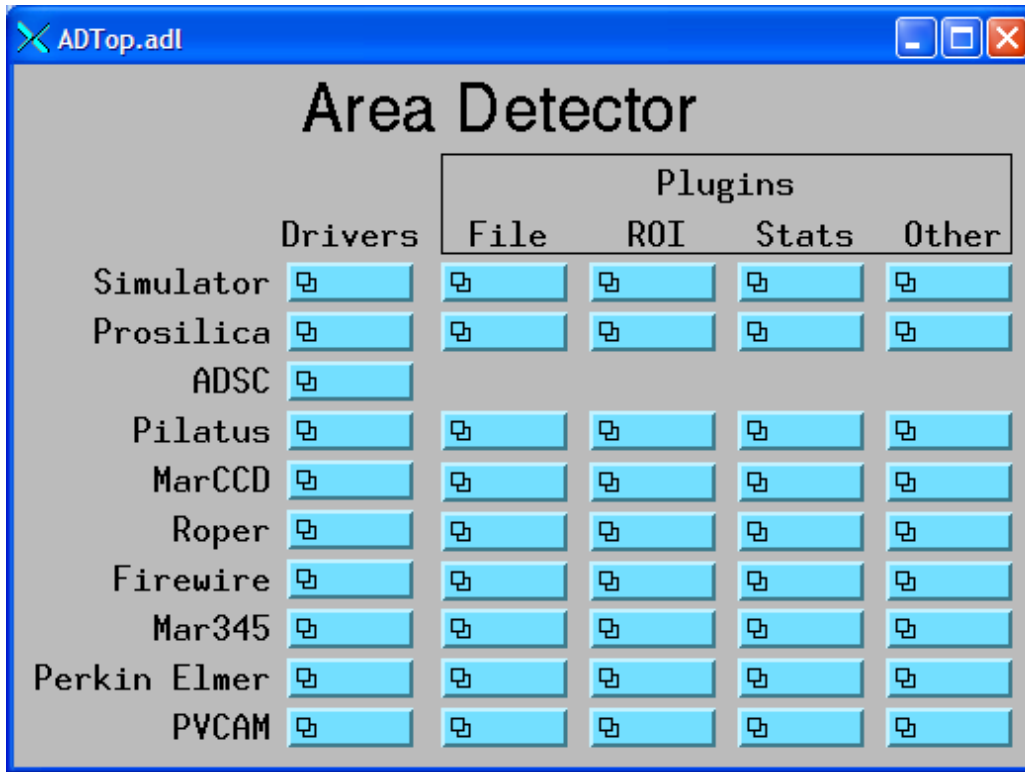 ADTop.adl
Area Detector
Plugins
Drivers File ROI Stats Other
Simulator
Prosilica
ADSC
Pilatus
MarCCD
Roper
Firewire
Mar345
Perkin Elmer
PVCAM